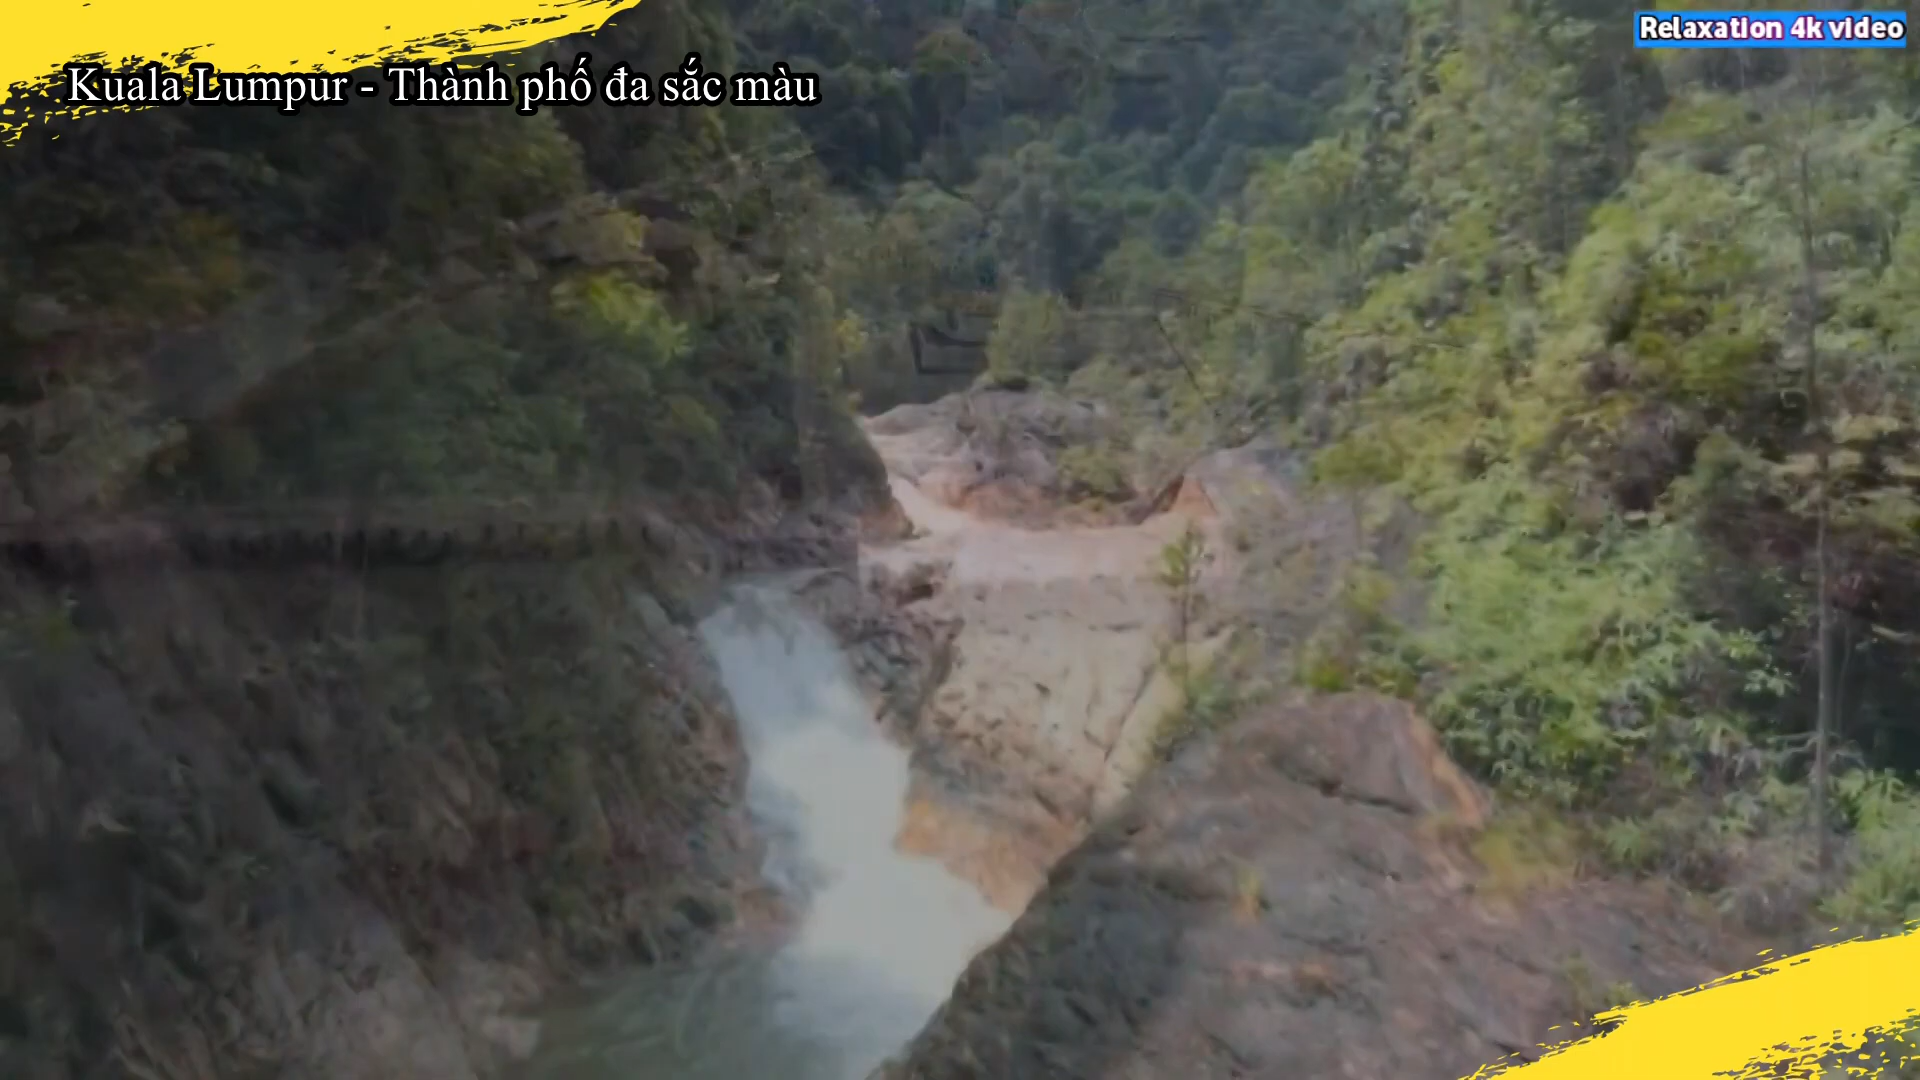 Kuala Lumpur - Thành phố đa sắc màu
Relaxation 4k video